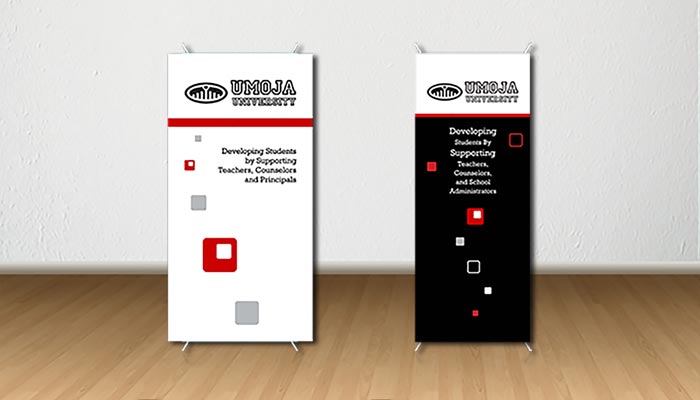 UMOJA
UNIVERSITY
Developing Students
by Supporting
Teachers, Counselors
and Principals
UMOJA
UNIVERSITY
Developing
Students By
Supporting
Teachers,
Counselors,
and School
Administrators